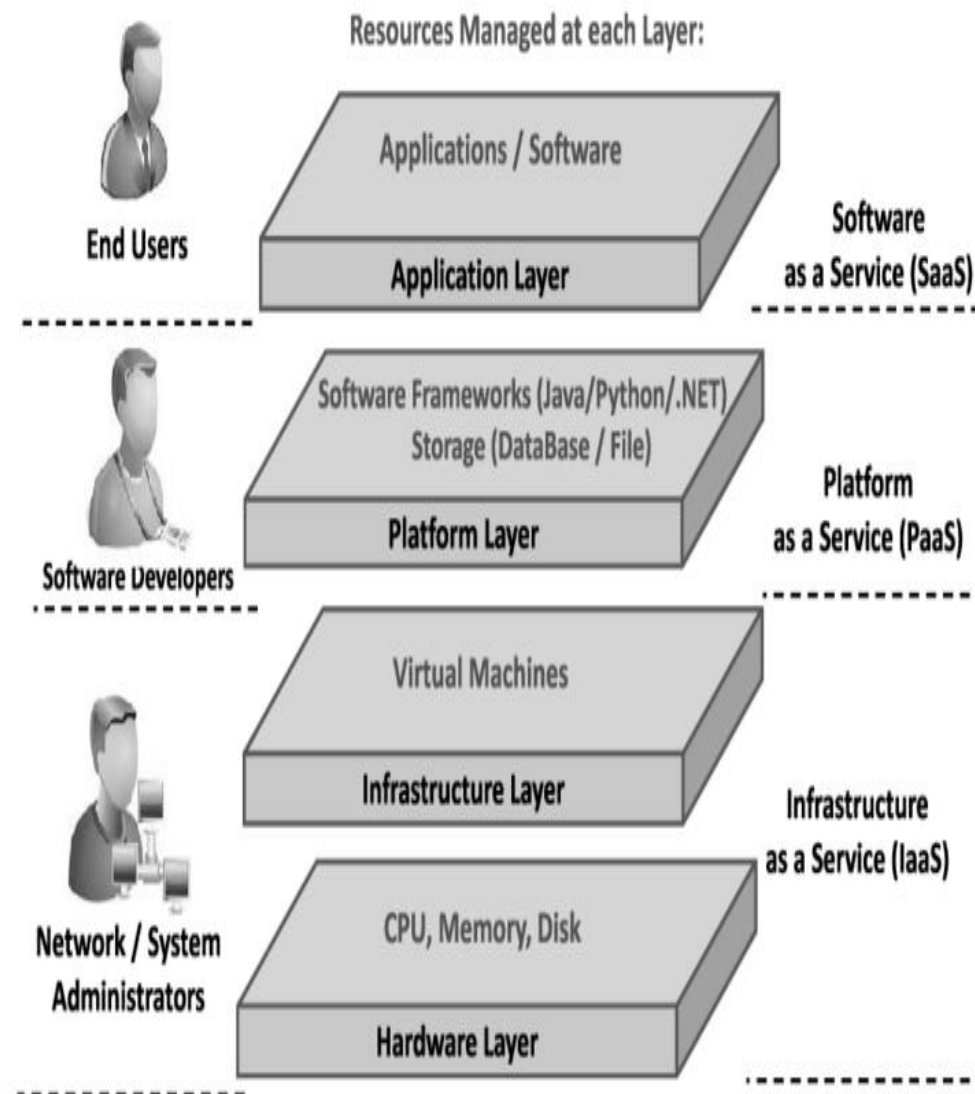 Resources Managed at each Layer:
Applications / Software
End Users
Application Layer
Software
as a Service (SaaS)
Software Frameworks (Java/Python/.NET)
Storage (DataBase / File)
Platform Layer
Software Developers
Platform
as a Service (PaaS)
Virtual Machines
Infrastructure Layer
Infrastructure
as a Service (IaaS)
CPU, Memory, Disk
Network / System
Administrators
Hardware Layer